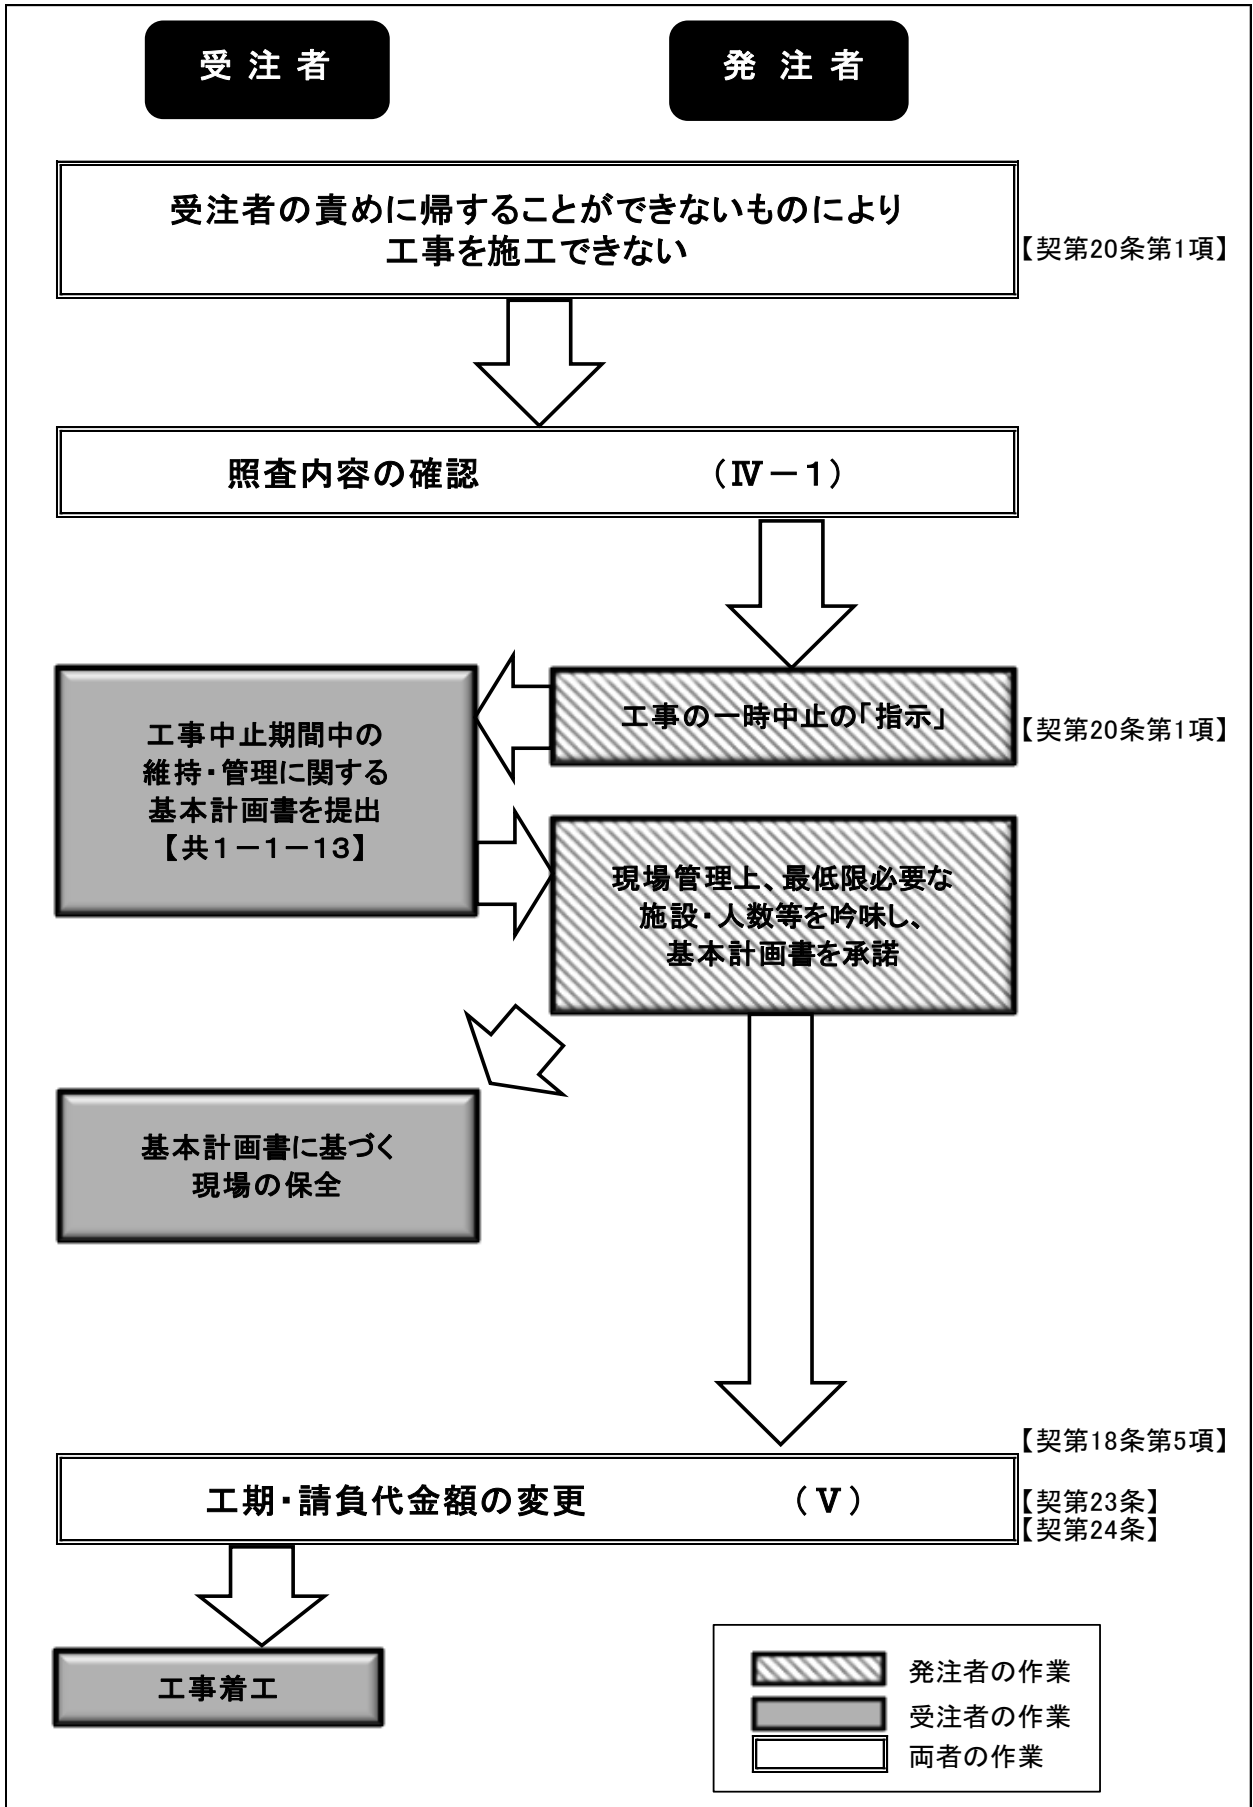 受 注 者
発 注 者
受注者の責めに帰することができないものにより
工事を施工できない
【契第20条第1項】
照査内容の確認 （Ⅳ－１）
工事の一時中止の「指示」
【契第20条第1項】
工事中止期間中の
維持・管理に関する
基本計画書を提出
【共１－１－１３】
現場管理上、最低限必要な
施設・人数等を吟味し、
基本計画書を承諾
基本計画書に基づく
現場の保全
【契第18条第5項】
工期・請負代金額の変更 （Ⅴ）
【契第23条】
【契第24条】
工事着工
発注者の作業
受注者の作業
両者の作業